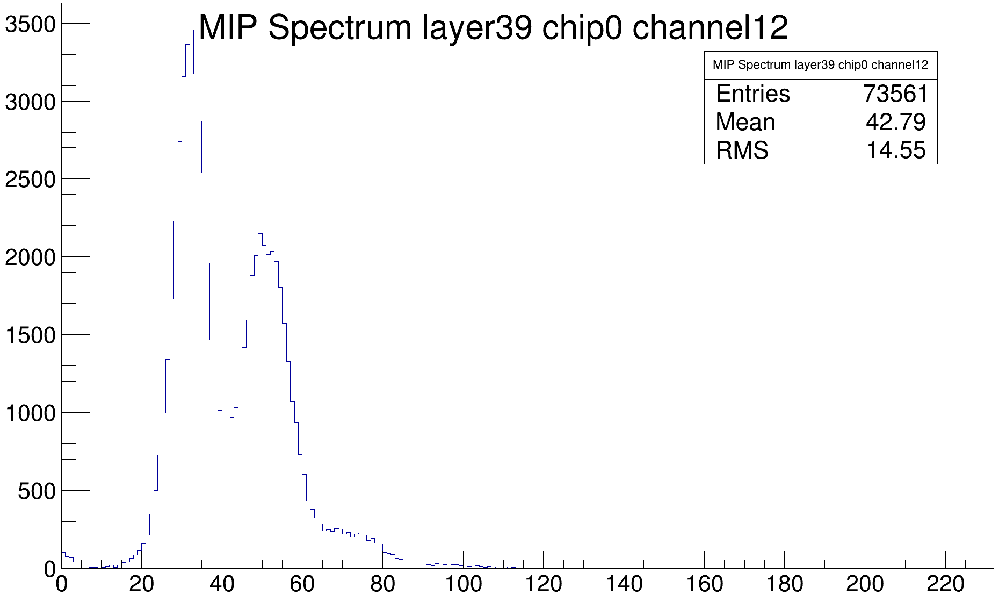 MIP Spectrum layer39 chip0 channel12
MIP Spectrum layer39 chip0 channel12
Entries 73561
Mean 42.79
RMS 14.55
3500
3000
2500
2000
1500
1000
500
0
0 20 40 60 80 100 120 140 160 180 200 220